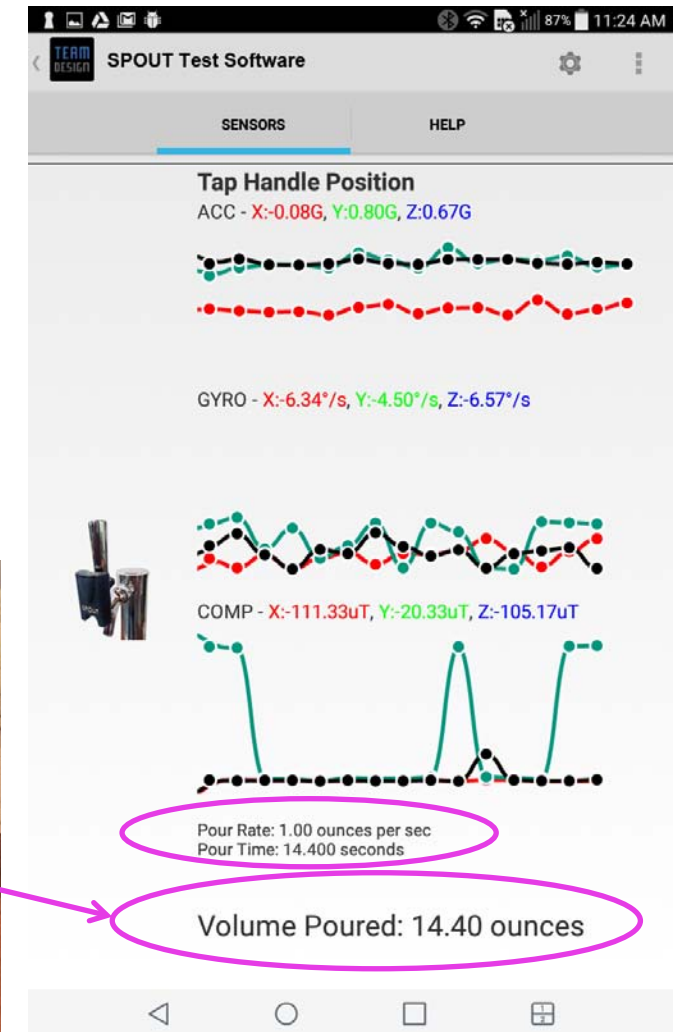 87% 11:24 AM
TEAM
DESIGN
SPOUT Test Software
SENSORS HELP
Tap Handle Position
ACC - X:-0.08G, Y:0.80G, Z:0.67G
GYRO - X:-6.34°/s, Y:-4.50°/s, Z:-6.57°/s
SPOUT
COMP - X:-111.33uT, Y:-20.33uT, Z:-105.17uT
Pour Rate: 1.00 ounces per sec
Pour Time: 14.400 seconds
Volume Poured: 14.40 ounces